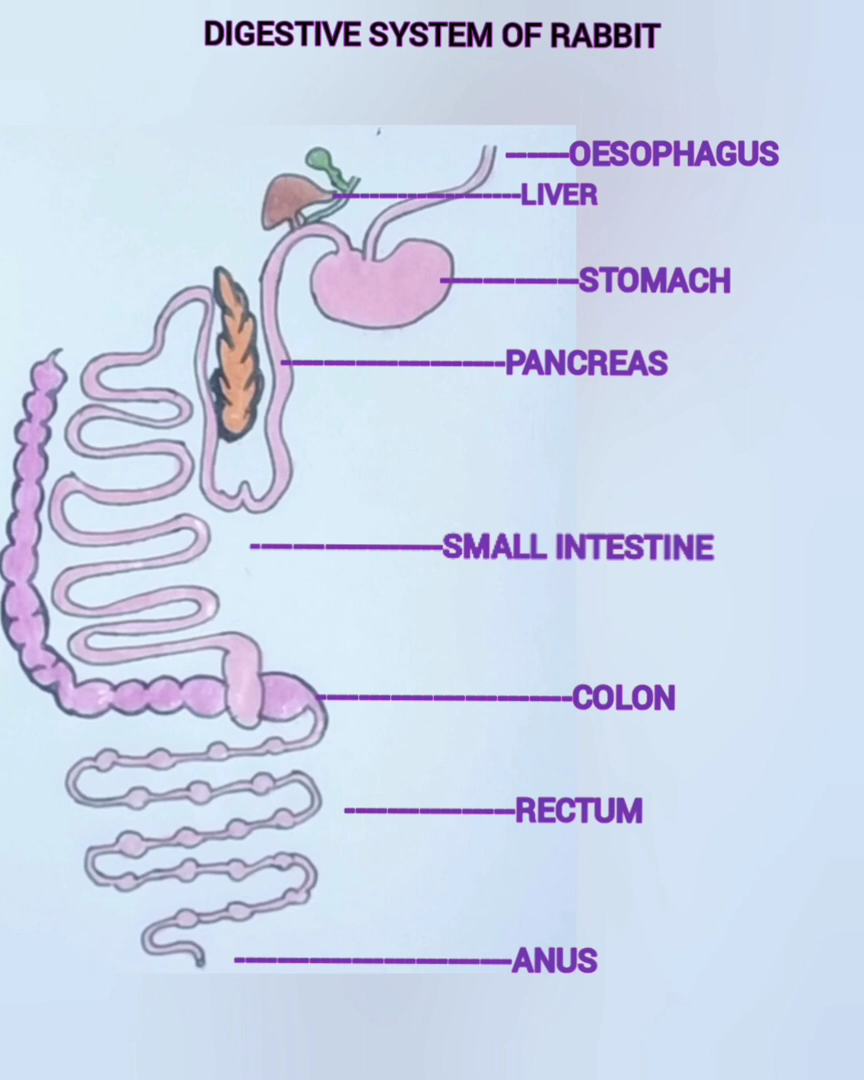 DIGESTIVE SYSTEM OF RABBIT
OESOPHAGUS
LIVER
STOMACH
PANCREAS
SMALL INTESTINE
COLON
RECTUM
ANUS